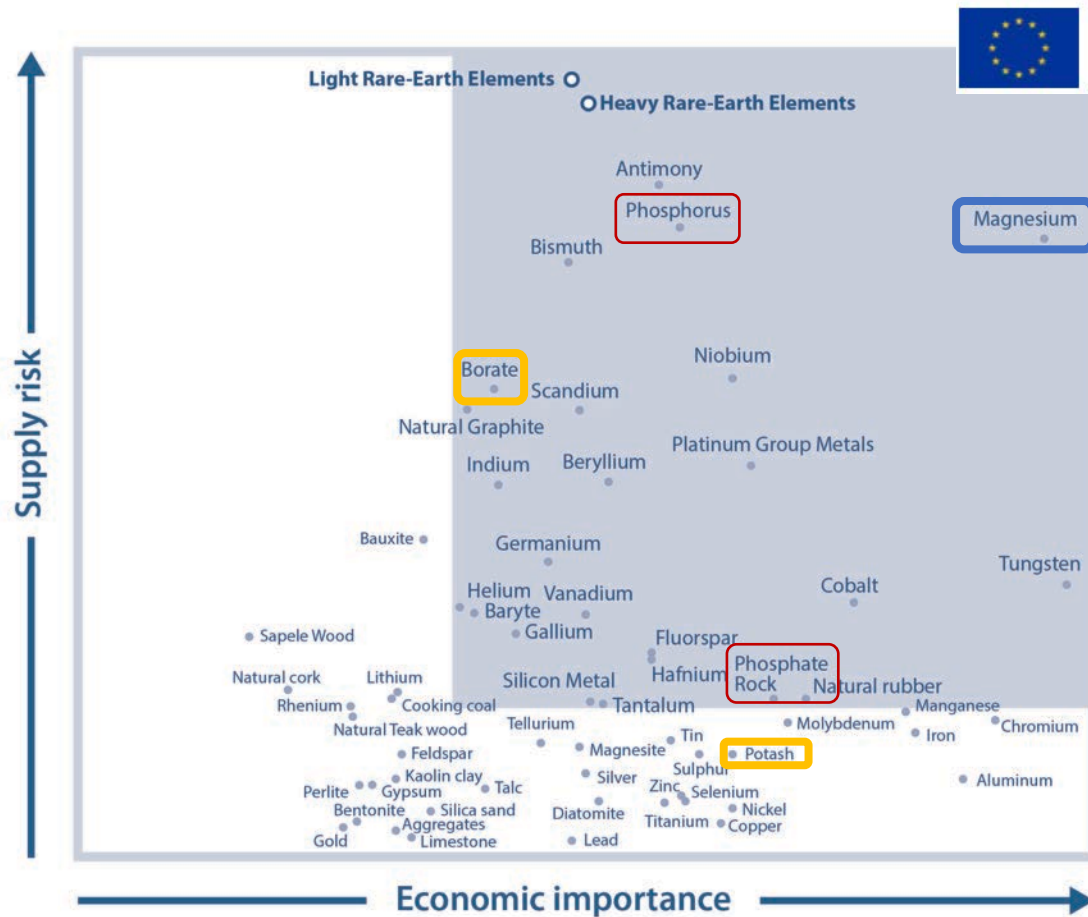 Light Rare-Earth Elements
Heavy Rare-Earth Elements
Antimony
Phosphorus
Magnesium
Bismuth
Supply risk
Niobium
Borate
Scandium
Natural Graphite
Platinum Group Metals
Indium
Beryllium
Bauxite
Germanium
Tungsten
Cobalt
Helium
Vanadium
Baryte
Gallium
Sapele Wood
Fluorspar
Hafnium
Phosphate
Rock
Natural rubber
Natural cork
Lithium
Silicon Metal
Rhenium
Cooking coal
Tantalum
Manganese
Natural Teak wood
Tellurium
Molybdenum
Chromium
Tin
Iron
Feldspar
Magnesite
Potash
Sulphur
Kaolin clay
Silver
Aluminum
Perlite
Gypsum
Talc
Zinc
Selenium
Bentonite
Silica sand
Diatomite
Nickel
Aggregates
Titanium
Copper
Gold
Limestone
Lead
Economic importance